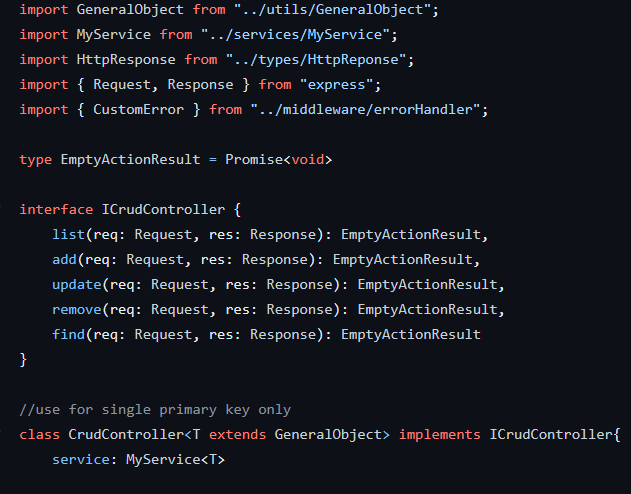 import GeneralObject from "../utils/GeneralObject";
import MyService from "../services/MyService";
import HttpResponse from "../types/HttpReponse";
import { Request, Response } from "express";
import { CustomError } from "../middleware/errorHandler";
type EmptyActionResult = Promise<void>
interface ICrudController {
list(req: Request, res: Response): EmptyActionResult,
add(req: Request, res: Response): EmptyActionResult,
update(req: Request, res: Response): EmptyActionResult,
remove(req: Request, res: Response): EmptyActionResult,
find(req: Request, res: Response): EmptyActionResult
}
//use for single primary key only
class CrudController<T extends GeneralObject> implements ICrudController{
service: MyService<T>